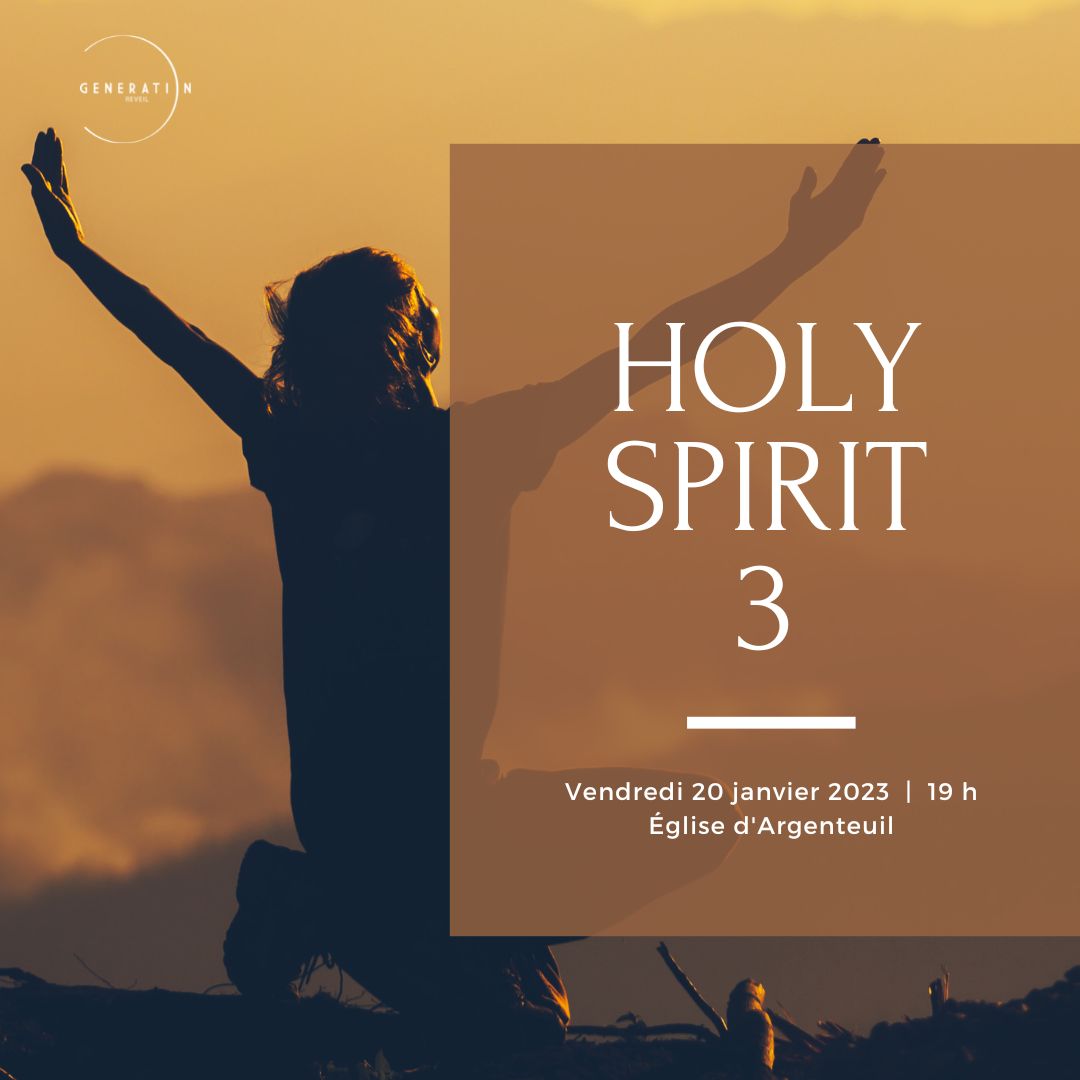 GENERATI N
REVEIL
HOLY
SPIRIT
3
Vendredi 20 janvier 2023 | 19 h
Église d'Argenteuil